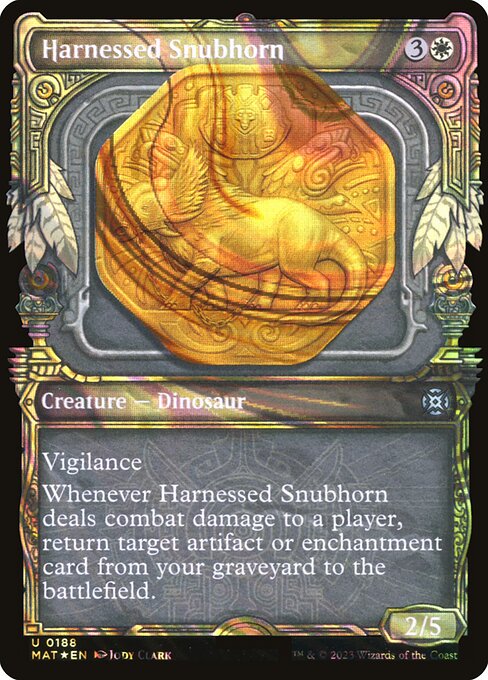 Harnessed Snubhorn 3
Creature — Dinosaur
Vigilance
Whenever Harnessed Snubhorn
deals combat damage to a player,
return target artifact or enchantment
card from your graveyard to the
battlefield.
2/5
U 0188
MAT★EN Jody Clark ™ & © 2023 Wizards of the Coast